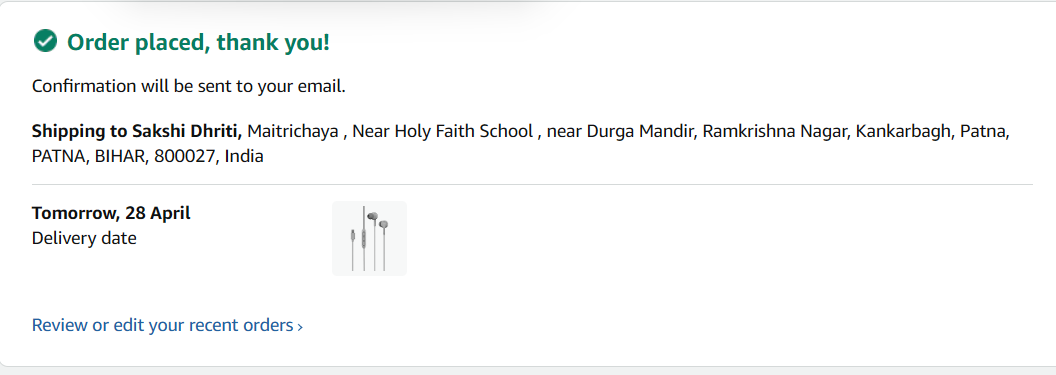 Order placed, thank you!
Confirmation will be sent to your email.
Shipping to Sakshi Dhriti, Maitrichaya , Near Holy Faith School , near Durga Mandir, Ramkrishna Nagar, Kankarbagh, Patna,
PATNA, BIHAR, 800027, India
Tomorrow, 28 April
Delivery date
Review or edit your recent orders ›